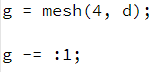 g = mesh(4, d);
g -= :1;